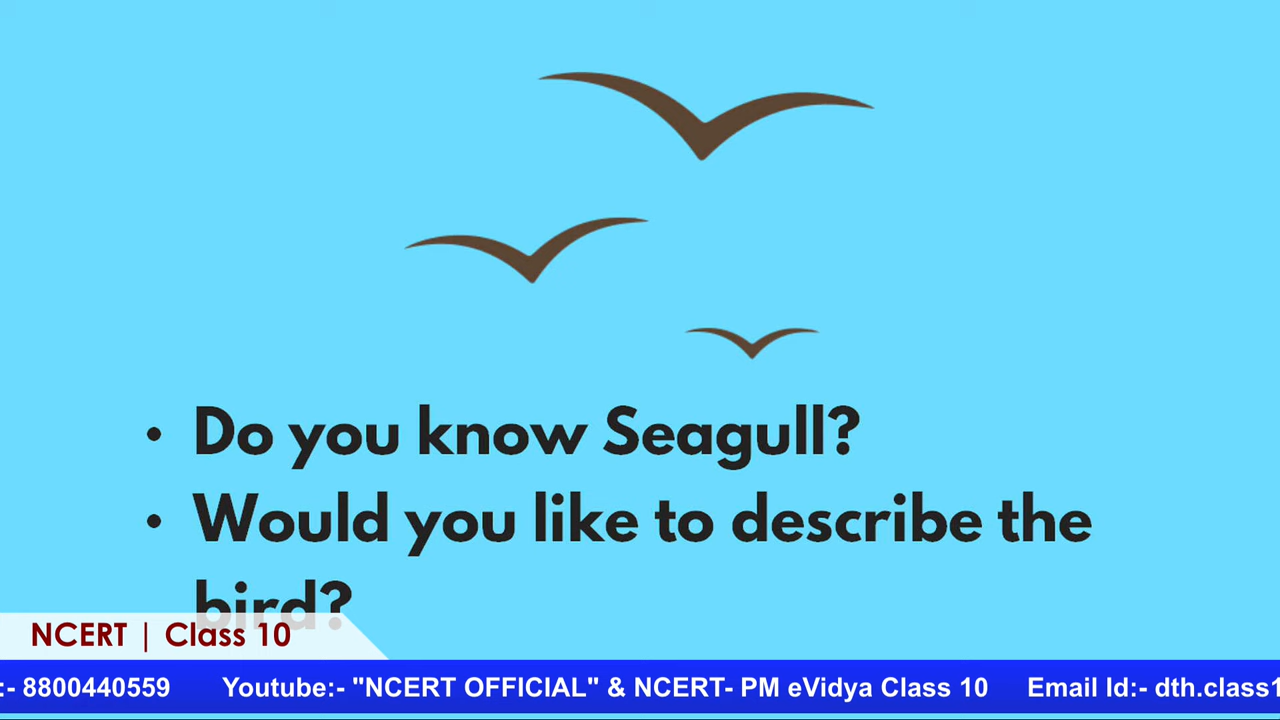 • Do you know Seagull?
• Would you like to describe the
bird?
NCERT | Class 10
:- 8800440559 Youtube:- "NCERT OFFICIAL" & NCERT- PM eVidya Class 10 Email Id:- dth.class1